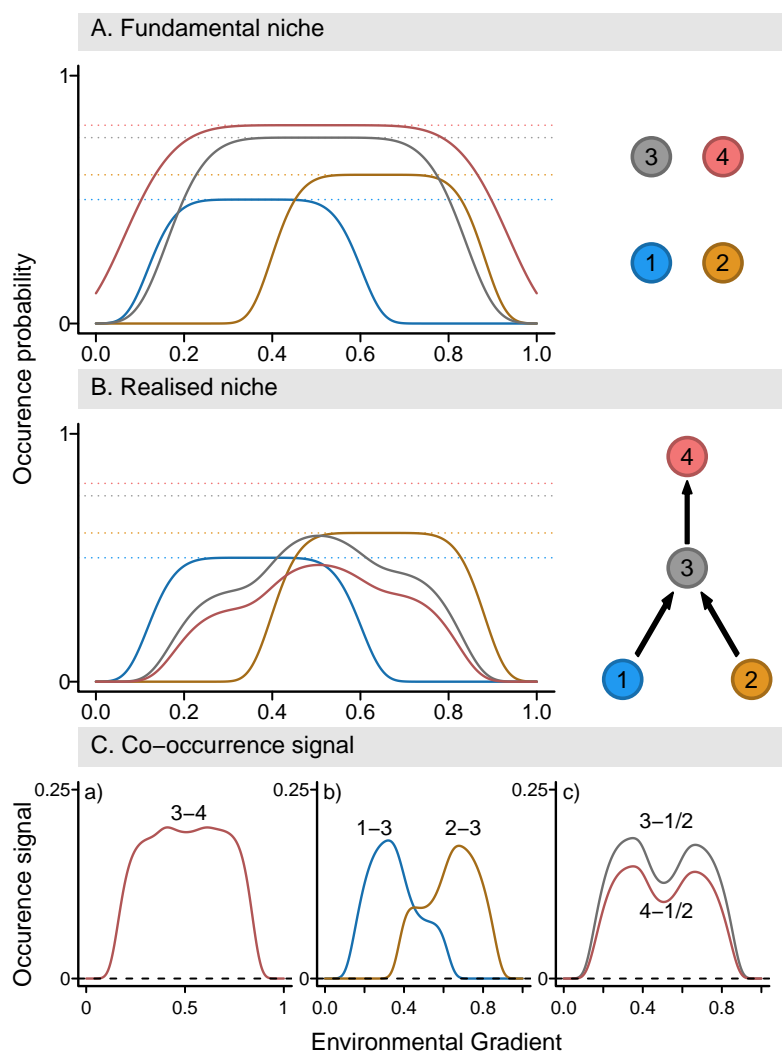 A. Fundamental niche
Occurence probability
1
0
0.0 0.2 0.4 0.6 0.8 1.0
3 4
1 2
B. Realised niche
1
0
0.0 0.2 0.4 0.6 0.8 1.0
4
3
1 2
C. Co−occurrence signal
Occurence signal
0.25 a)
3−4
0
0 0.5 1
0.25 b)
1−3 2−3
0
0.0 0.4 0.8
0.25 c)
3−1/2
4−1/2
0
0.0 0.4 0.8
Environmental Gradient